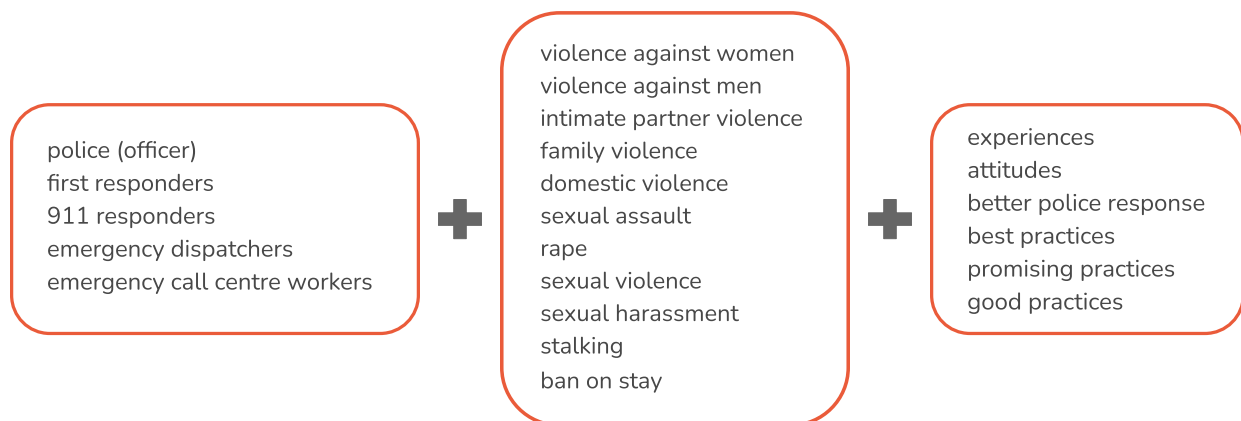 police (officer)
first responders
911 responders
emergency dispatchers
emergency call centre workers
violence against women
violence against men
intimate partner violence
family violence
domestic violence
sexual assault
rape
sexual violence
sexual harassment
stalking
ban on stay
experiences
attitudes
better police response
best practices
promising practices
good practices